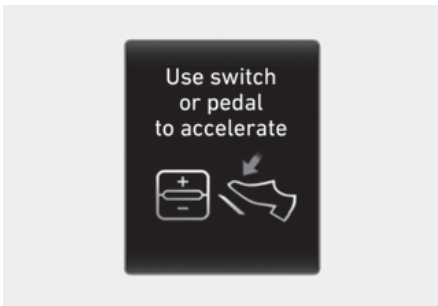 Use switch
or pedal
to accelerate
+
−